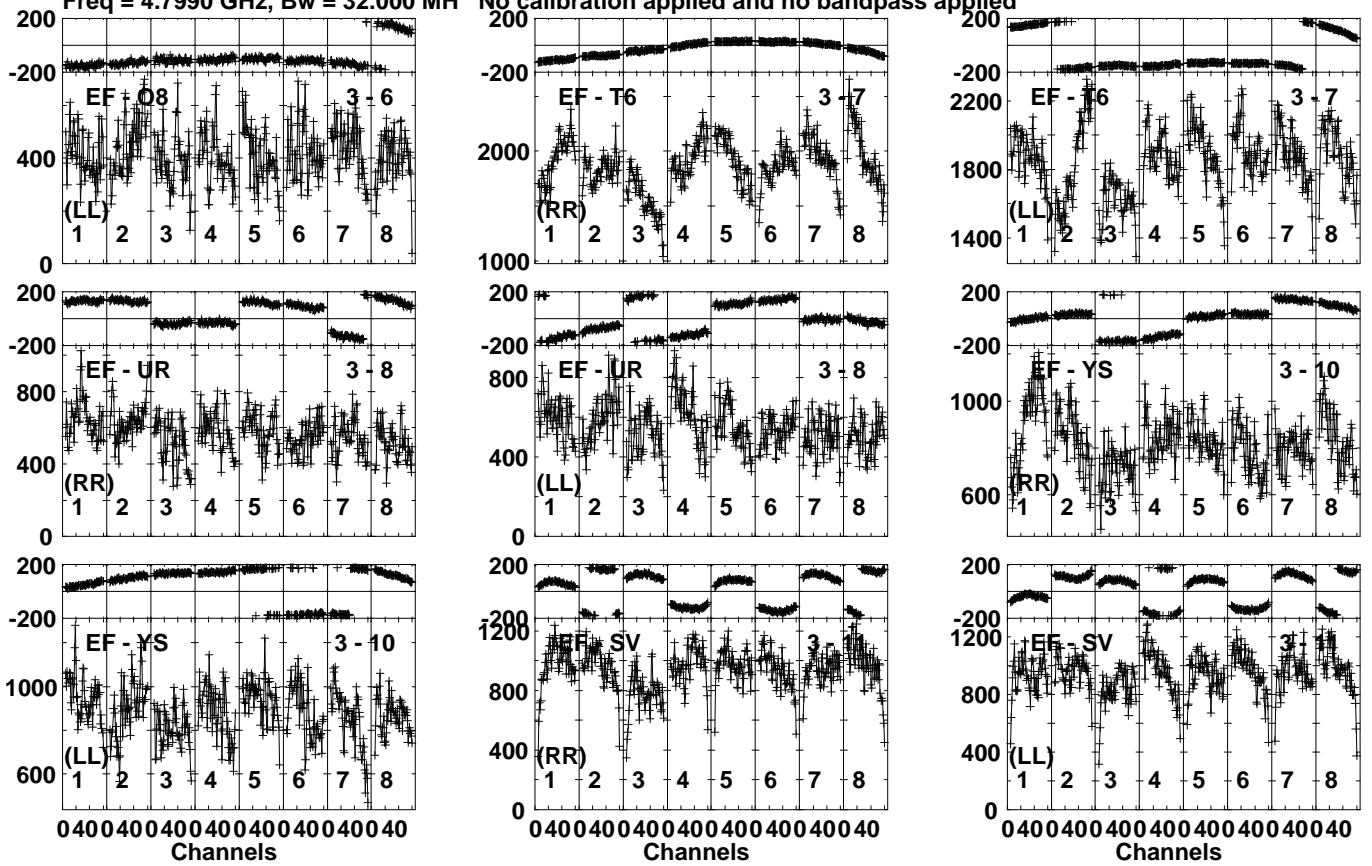 Freq = 4.7990 GHz, Bw = 32.000 MH No calibration applied and no bandpass applied
200 200 200
-200 -200 -200
EF - O8 3 - 6 EF - T6 3 - 7 EF - T6 3 - 7
2200
400 2000 1800
(LL) (RR) (LL)
1 2 3 4 5 6 7 8 1 2 3 4 5 6 7 8 1 2 3 4 5 6 7 8
0 1000 1400
200 200 200
-200 -200 -200
EF - UR 3 - 8 EF - UR 3 - 8 EF - YS 3 - 10
800 800 1000
400 400 600
(RR) (LL) (RR)
1 2 3 4 5 6 7 8 1 2 3 4 5 6 7 8 1 2 3 4 5 6 7 8
0 0
200 200 200
-200 -200 -200
EF - YS 3 - 10 EF - SV 3 - 11 EF - SV 3 - 11
1200 1200
1000 800 800
600 400 400
(LL) (RR) (LL)
1 2 3 4 5 6 7 8 1 2 3 4 5 6 7 8 1 2 3 4 5 6 7 8
0 0
0 40 0 40 0 40 0 40 0 40 0 40 0 40 0 40 0 40 0 40 0 40 0 40 0 40 0 40 0 40 0 40 0 40 0 40 0 40 0 40 0 40 0 40 0 40 0 40
Channels Channels Channels